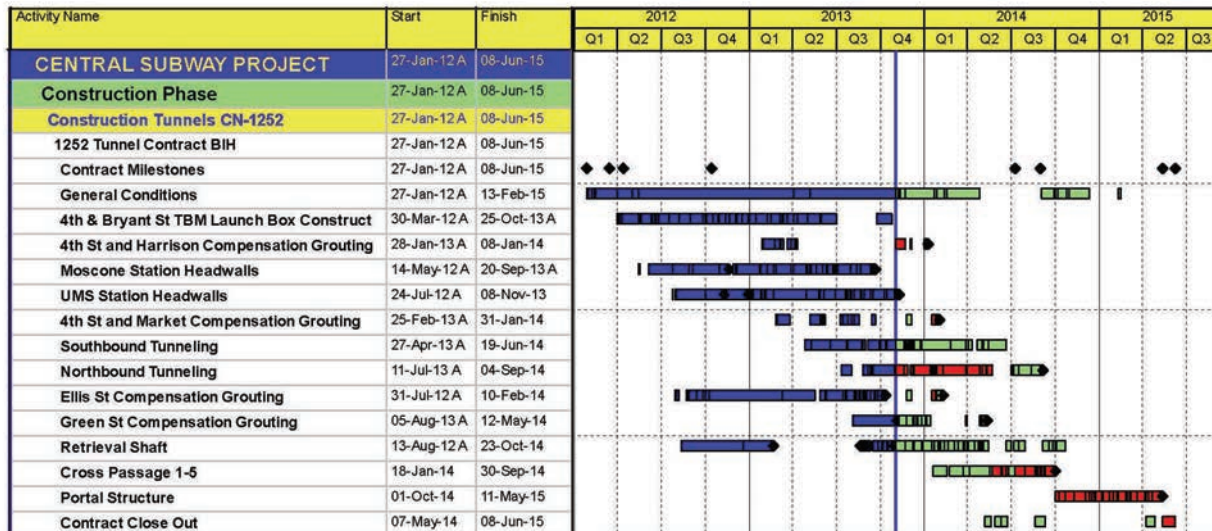 Activity Name Start Finish 2012 2013 2014 2015
Q1 Q2 Q3 Q4 Q1 Q2 Q3 Q4 Q1 Q2 Q3 Q4 Q1 Q2 Q3
CENTRAL SUBWAY PROJECT 27-Jan-12 A 08-Jun-15
Construction Phase 27-Jan-12 A 08-Jun-15
Construction Tunnels CN-1252 27-Jan-12 A 08-Jun-15
1252 Tunnel Contract BIH 27-Jan-12 A 08-Jun-15
Contract Milestones 27-Jan-12 A 08-Jun-15
General Conditions 27-Jan-12 A 13-Feb-15
4th & Bryant St TBM Launch Box Construct 30-Mar-12 A 25-Oct-13 A
4th St and Harrison Compensation Grouting 28-Jan-13 A 08-Jan-14
Moscone Station Headwalls 14-May-12 A 20-Sep-13 A
UMS Station Headwalls 24-Jul-12 A 08-Nov-13
4th St and Market Compensation Grouting 25-Feb-13 A 31-Jan-14
Southbound Tunneling 27-Apr-13 A 19-Jun-14
Northbound Tunneling 11-Jul-13 A 04-Sep-14
Ellis St Compensation Grouting 31-Jul-12 A 10-Feb-14
Green St Compensation Grouting 05-Aug-13 A 12-May-14
Retrieval Shaft 13-Aug-12 A 23-Oct-14
Cross Passage 1-5 18-Jan-14 30-Sep-14
Portal Structure 01-Oct-14 11-May-15
Contract Close Out 07-May-14 08-Jun-15